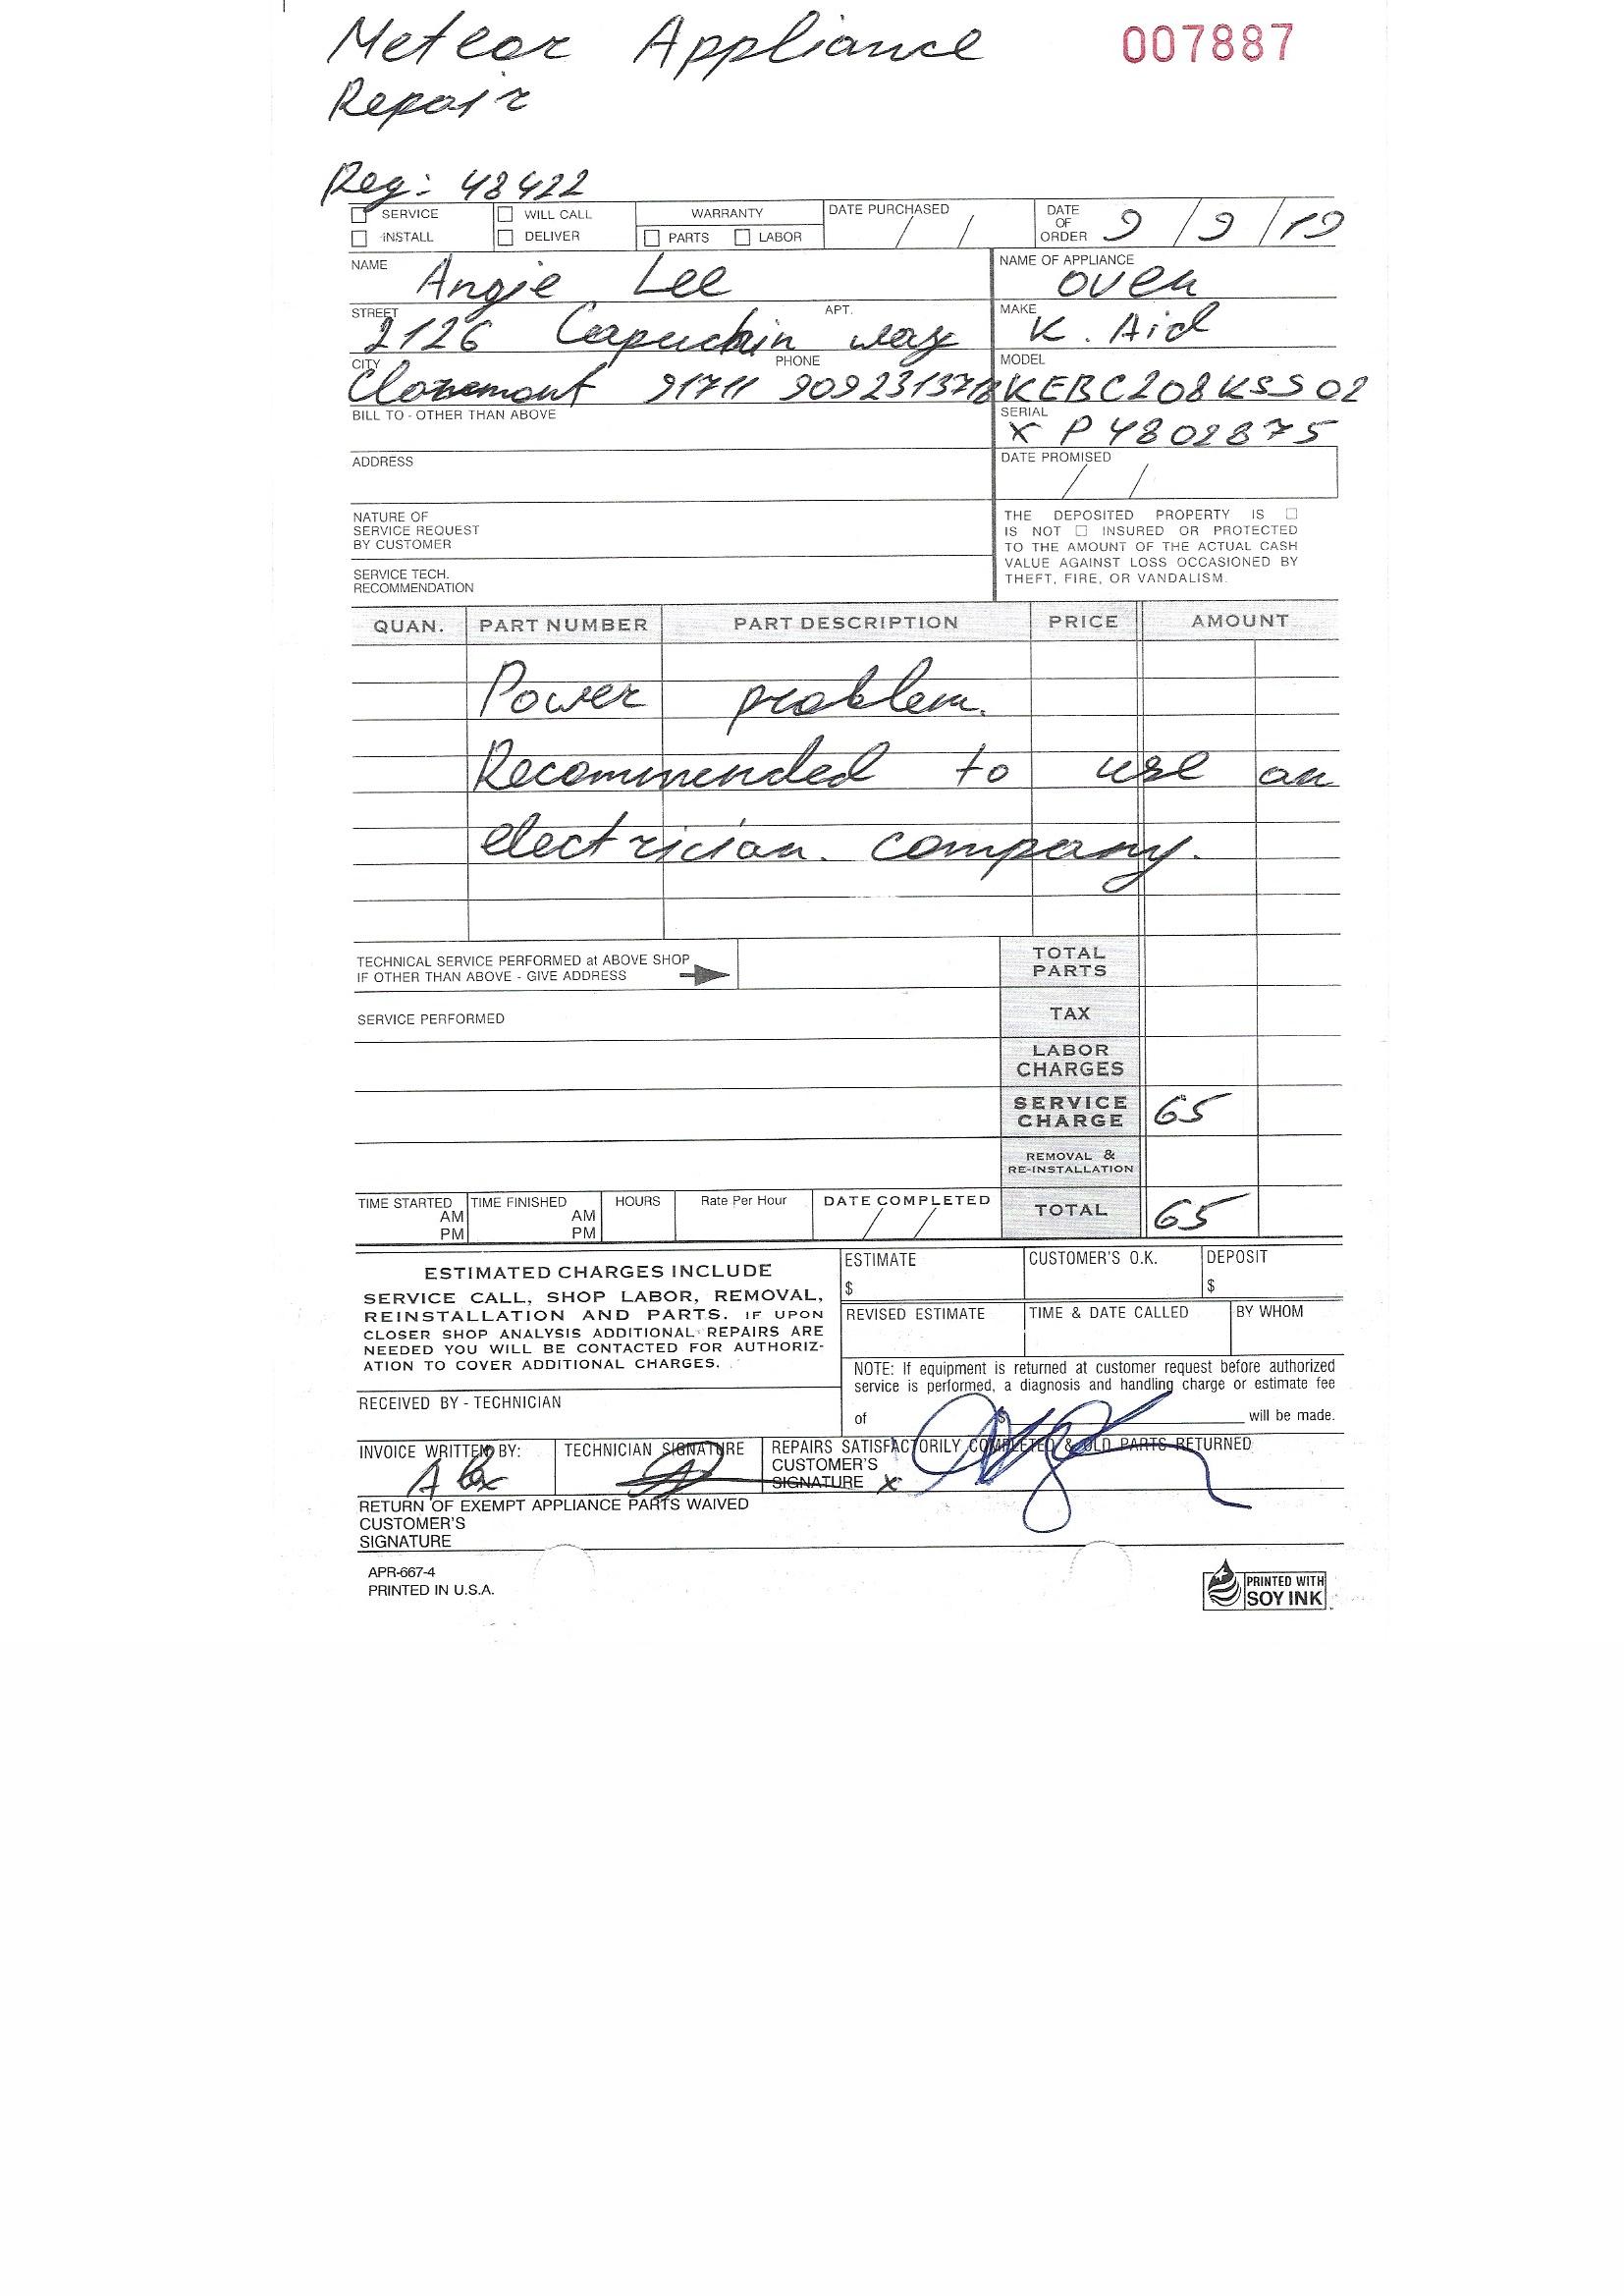 Meteor Appliance 007887
Repair
Reg: 48422
SERVICE WILL CALL WARRANTY DATE PURCHASED / / DATE OF ORDER 9 / 9 / 19
INSTALL DELIVER PARTS LABOR
NAME Angie Lee NAME OF APPLIANCE oven
STREET 2126 Capuchin way APT. MAKE K. Aid
CITY Claremont 91711 PHONE MODEL KEBC208KSS02
BILL TO - OTHER THAN ABOVE SERIAL XP4802875
ADDRESS DATE PROMISED / /
NATURE OF
SERVICE REQUEST
BY CUSTOMER
SERVICE TECH.
RECOMMENDATION
THE DEPOSITED PROPERTY IS
IS NOT INSURED OR PROTECTED
TO THE AMOUNT OF THE ACTUAL CASH
VALUE AGAINST LOSS OCCASIONED BY
THEFT, FIRE, OR VANDALISM.
QUAN. PART NUMBER PART DESCRIPTION PRICE AMOUNT
Power problem.
Recommended to use an
electrician. company.
TECHNICAL SERVICE PERFORMED at ABOVE SHOP
IF OTHER THAN ABOVE - GIVE ADDRESS
TOTAL
PARTS
SERVICE PERFORMED TAX
LABOR
CHARGES
SERVICE
CHARGE 65
REMOVAL &
RE-INSTALLATION
TIME STARTED AM PM TIME FINISHED AM PM HOURS Rate Per Hour DATE COMPLETED / / TOTAL 65
ESTIMATED CHARGES INCLUDE
SERVICE CALL, SHOP LABOR, REMOVAL,
REINSTALLATION AND PARTS. IF UPON
CLOSER SHOP ANALYSIS ADDITIONAL REPAIRS ARE
NEEDED YOU WILL BE CONTACTED FOR AUTHORIZ-
ATION TO COVER ADDITIONAL CHARGES.
ESTIMATE $ CUSTOMER'S O.K. DEPOSIT $
REVISED ESTIMATE TIME & DATE CALLED BY WHOM
NOTE: If equipment is returned at customer request before authorized
service is performed, a diagnosis and handling charge or estimate fee
of $ will be made.
RECEIVED BY - TECHNICIAN
INVOICE WRITTEN BY: Alex TECHNICIAN SIGNATURE REPAIRS SATISFACTORILY COMPLETED & OLD PARTS RETURNED
CUSTOMER'S
SIGNATURE x
RETURN OF EXEMPT APPLIANCE PARTS WAIVED
CUSTOMER'S
SIGNATURE
APR-667-4
PRINTED IN U.S.A.
PRINTED WITH
SOY INK